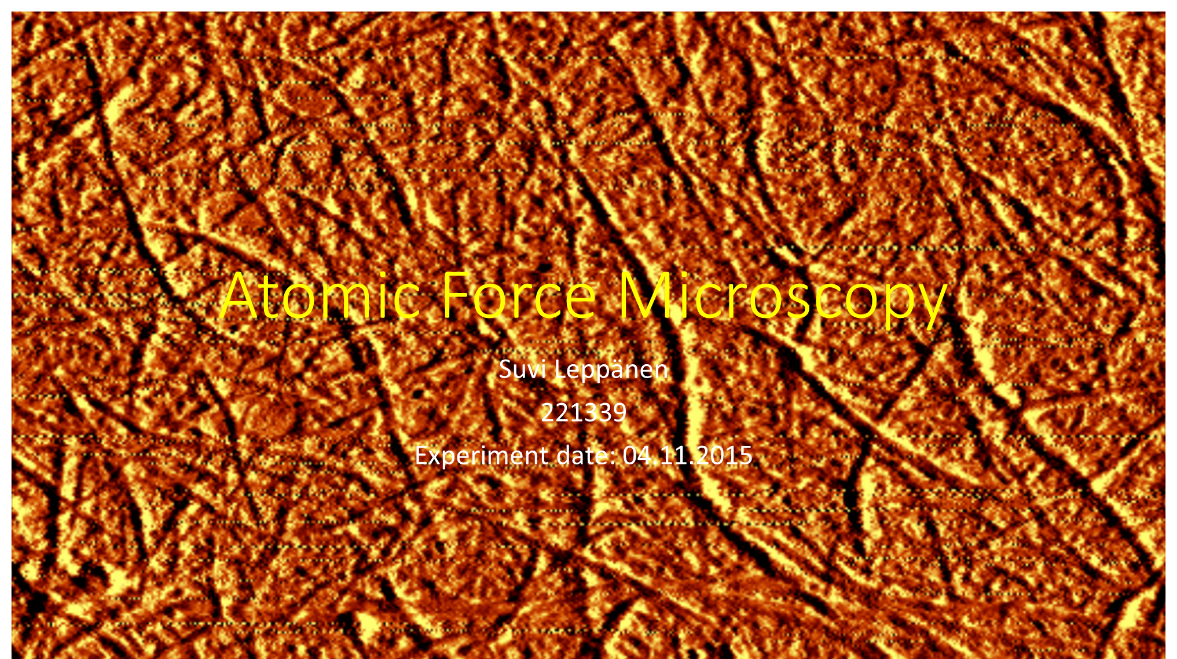 Atomic Force Microscopy
Suvi Leppänen
221339
Experiment date: 04.11.2015